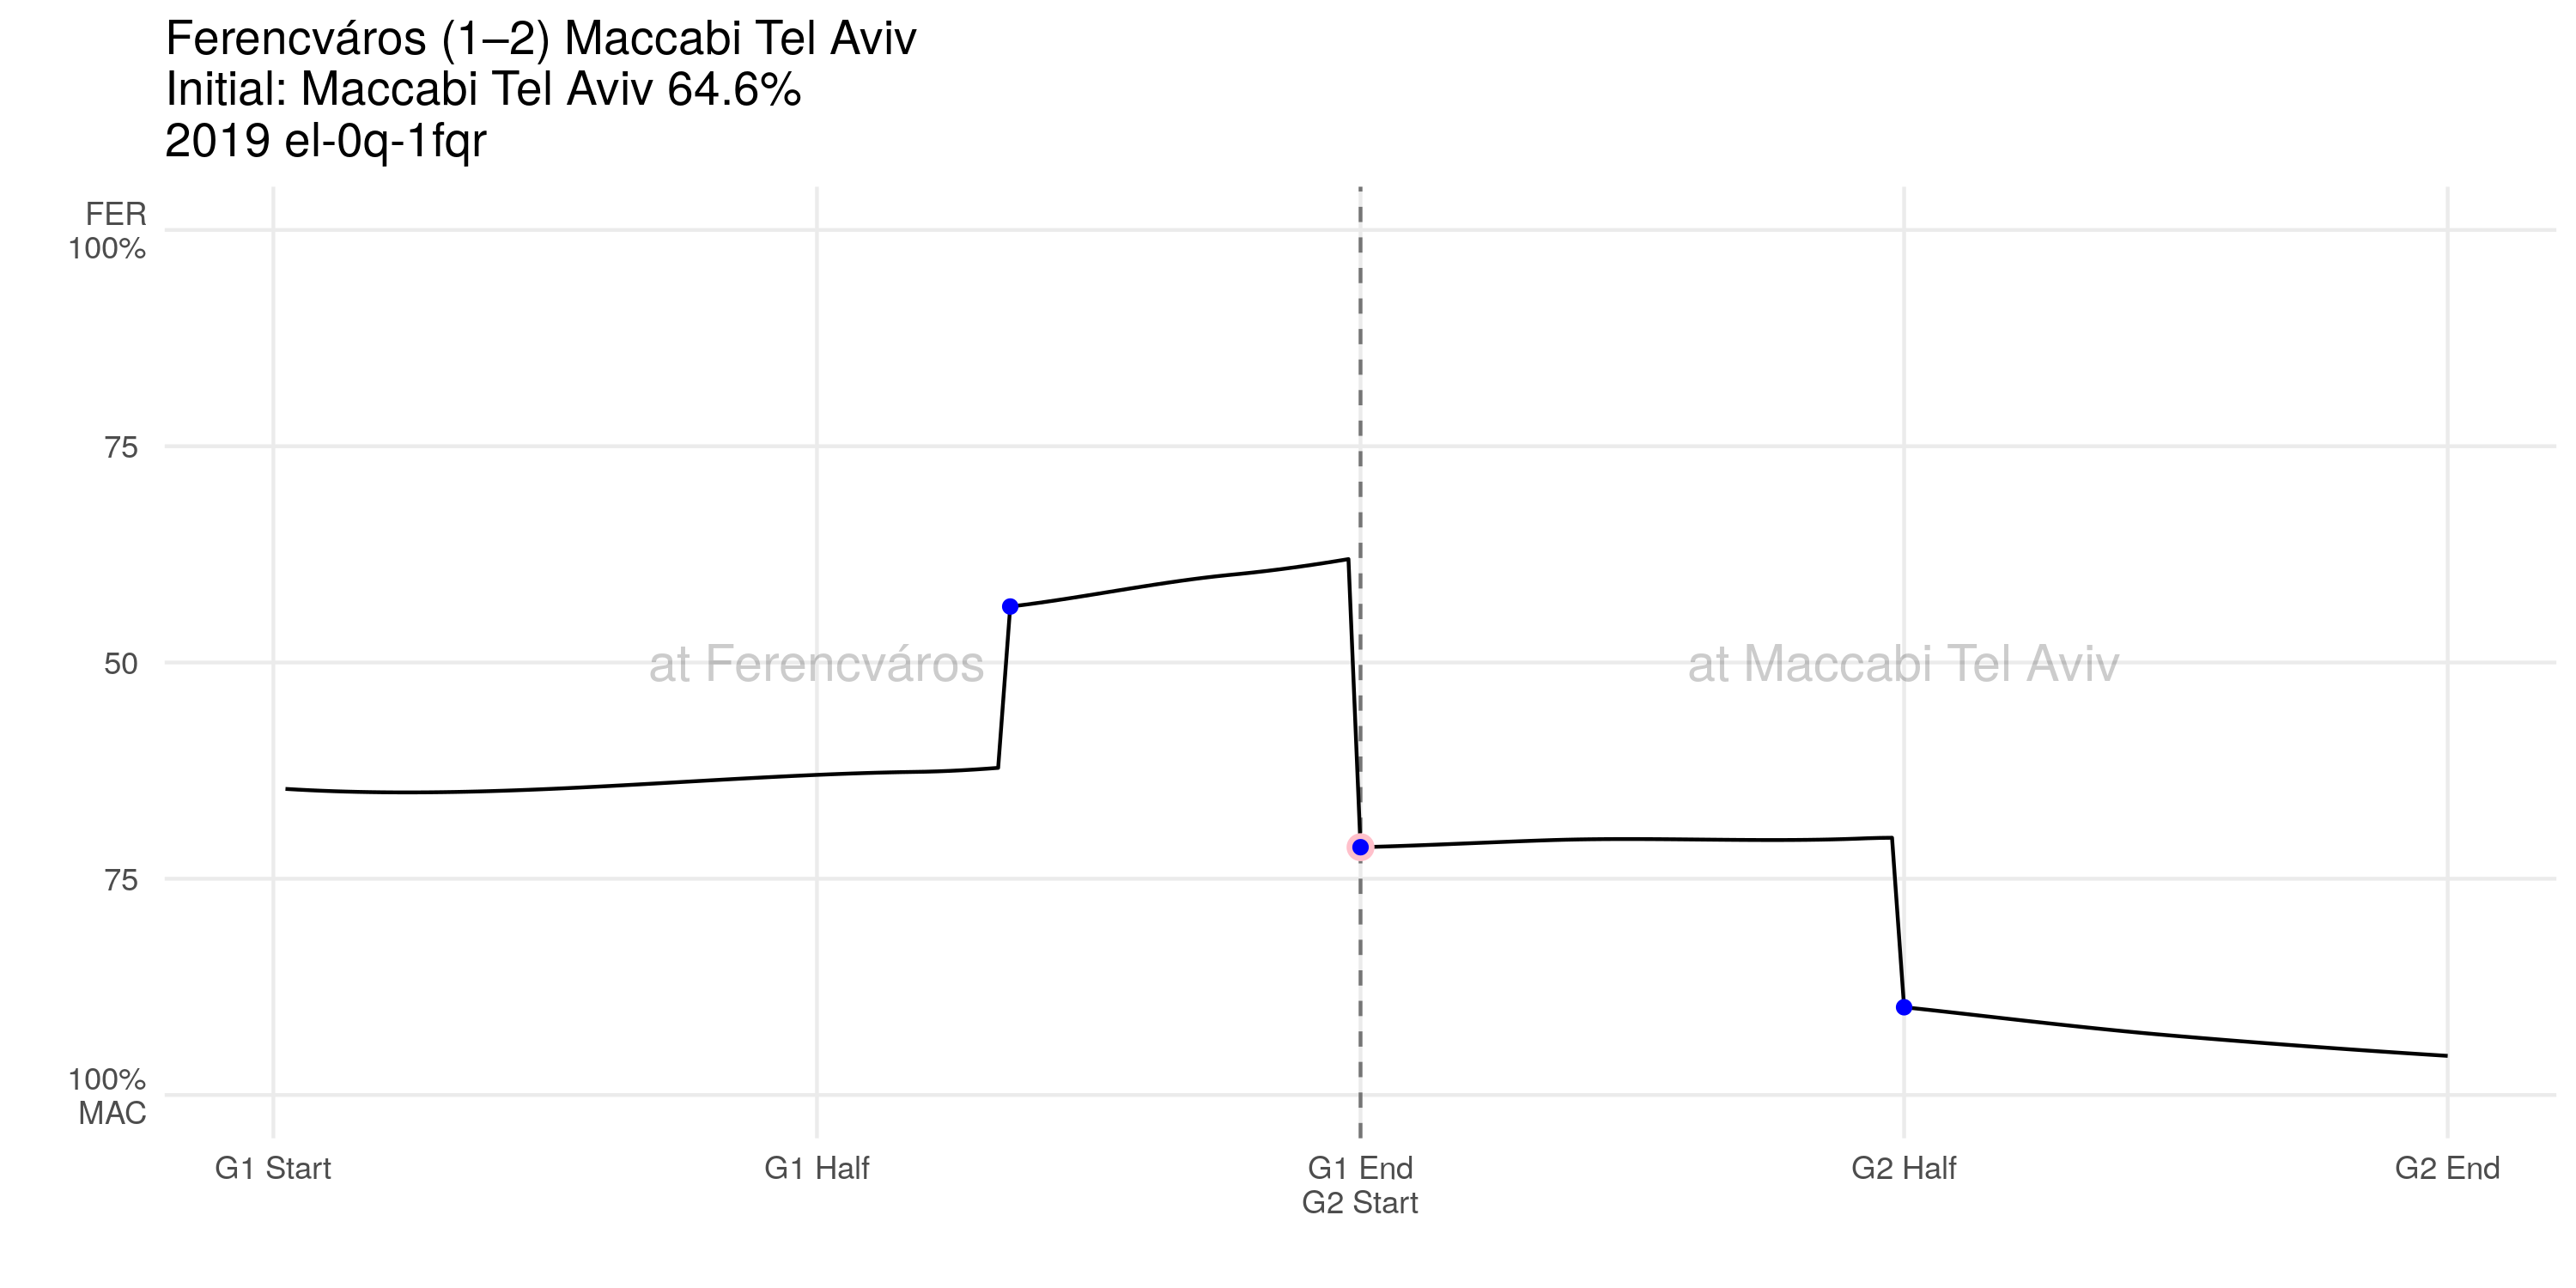 Ferencváros (1–2) Maccabi Tel Aviv
Initial: Maccabi Tel Aviv 64.6%
2019 el-0q-1fqr
FER
100%
75
50
75
100%
MAC
at Ferencváros
at Maccabi Tel Aviv
G1 Start
G1 Half
G1 End
G2 Start
G2 Half
G2 End